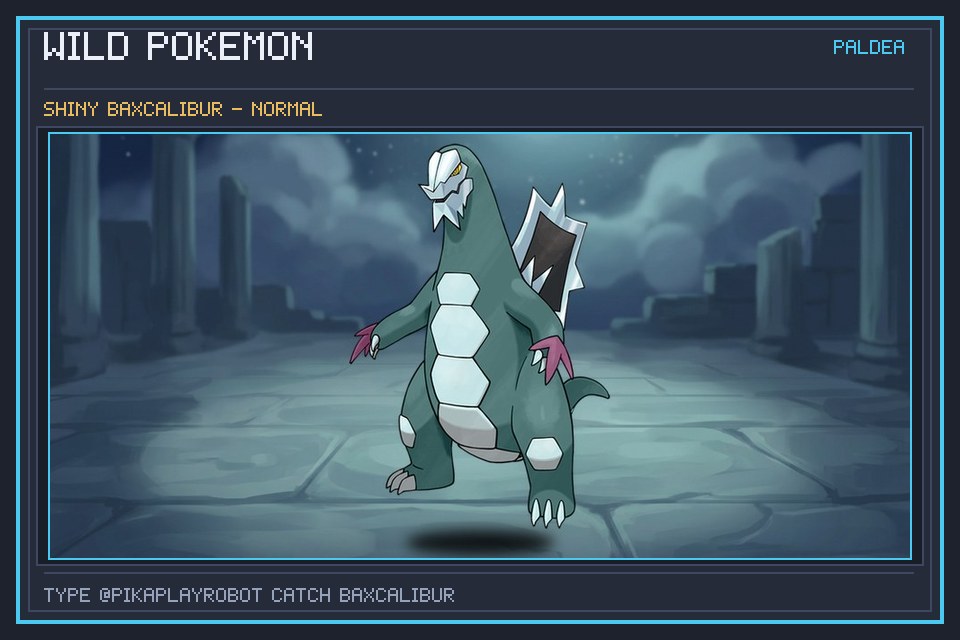 WILD POKEMON
PALDEA
SHINY BAXCALIBUR - NORMAL
TYPE @PIKAPLAYROBOT CATCH BAXCALIBUR